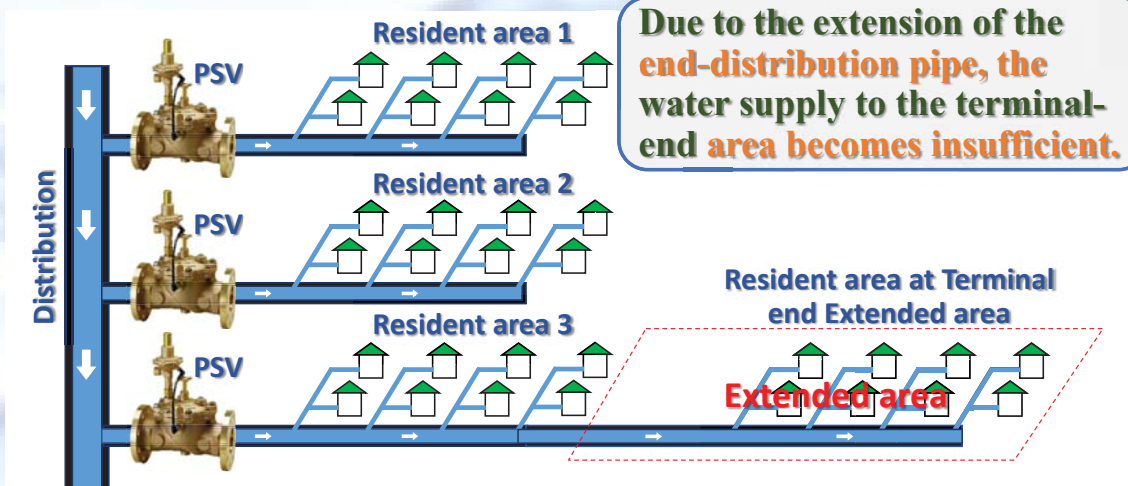 Due to the extension of the
end-distribution pipe, the
water supply to the terminal-
end area becomes insufficient.
Resident area 1
PSV
Distribution
Resident area 2
PSV
Resident area at Terminal
end Extended area
Resident area 3
PSV
Extended area